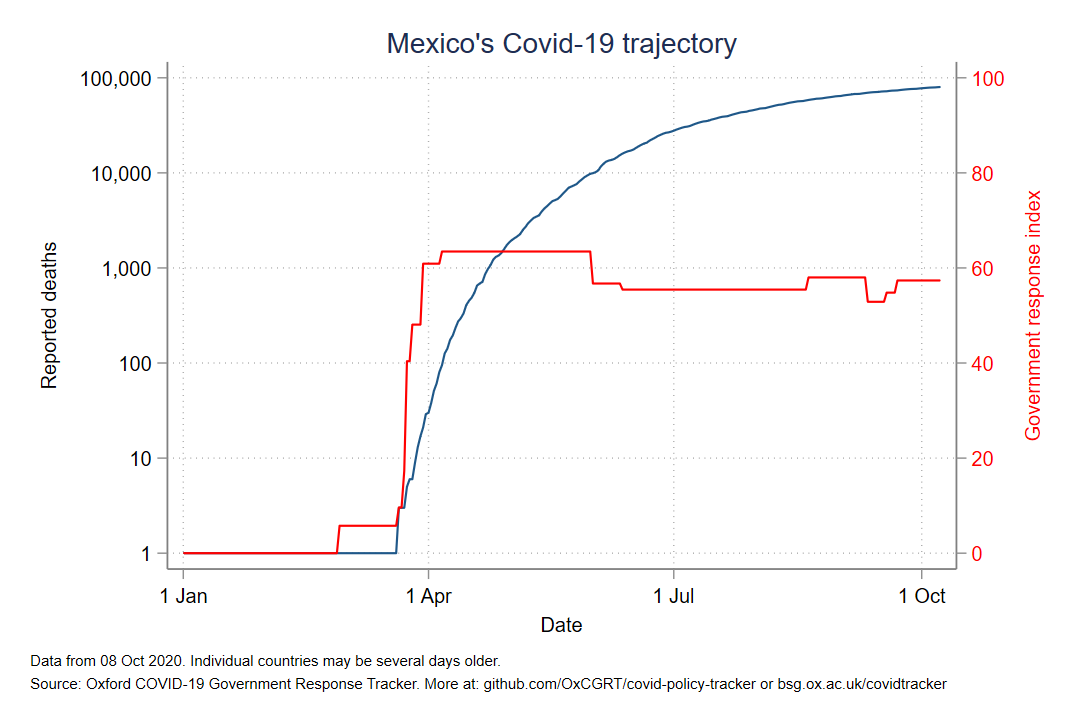 Mexico's Covid-19 trajectory
100,000
10,000
1,000
100
10
1
Reported deaths
100
80
60
40
20
0
Government response index
1 Jan
1 Apr
1 Jul
1 Oct
Date
Data from 08 Oct 2020. Individual countries may be several days older.
Source: Oxford COVID-19 Government Response Tracker. More at: github.com/OxCGRT/covid-policy-tracker or bsg.ox.ac.uk/covidtracker